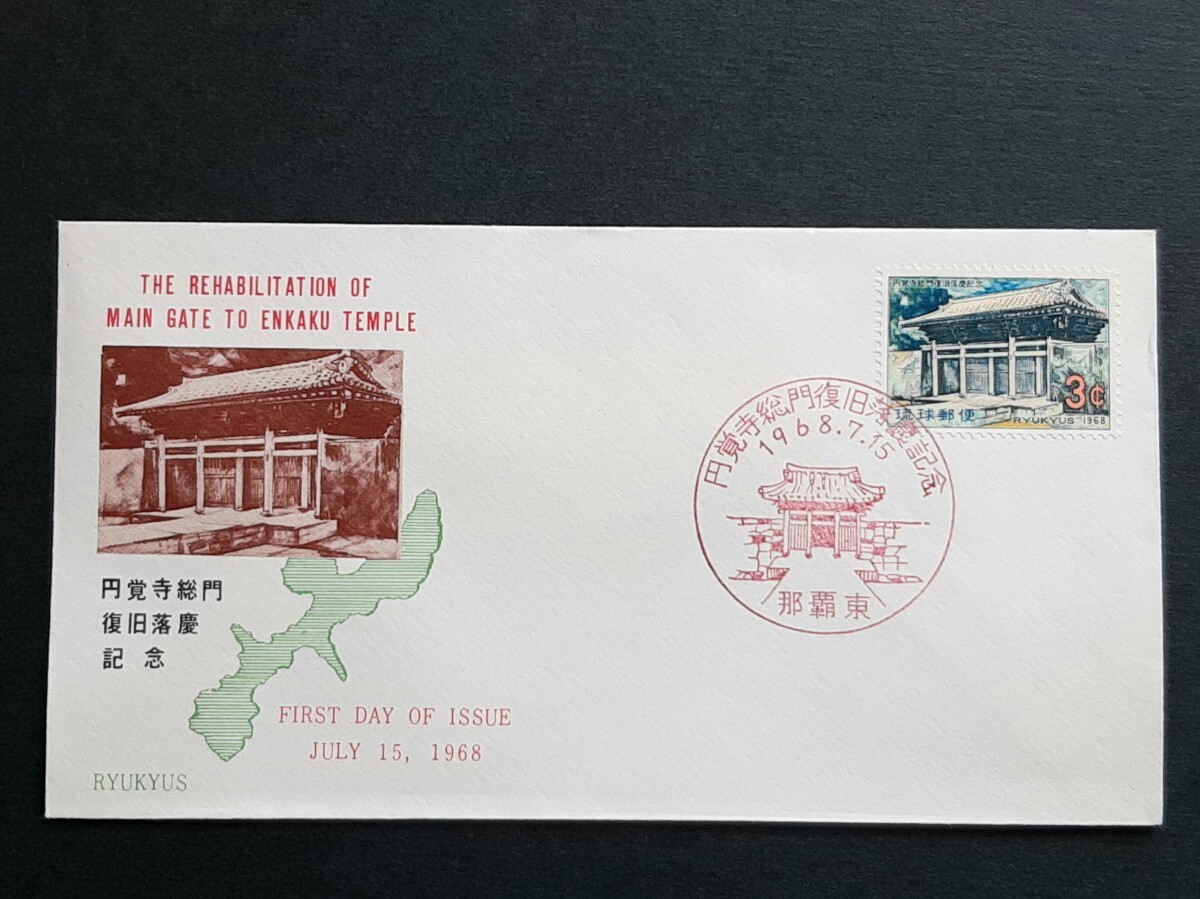 THE REHABILITATION OF
MAIN GATE TO ENKAKU TEMPLE
円覚寺総門
復旧落慶
記念
FIRST DAY OF ISSUE
JULY 15, 1968
RYUKYUS
円覚寺総門復旧落慶記念
3¢
琉球郵便
RYUKYUS 1968
円覚寺総門復旧落慶記念
1968.7.15
那覇東